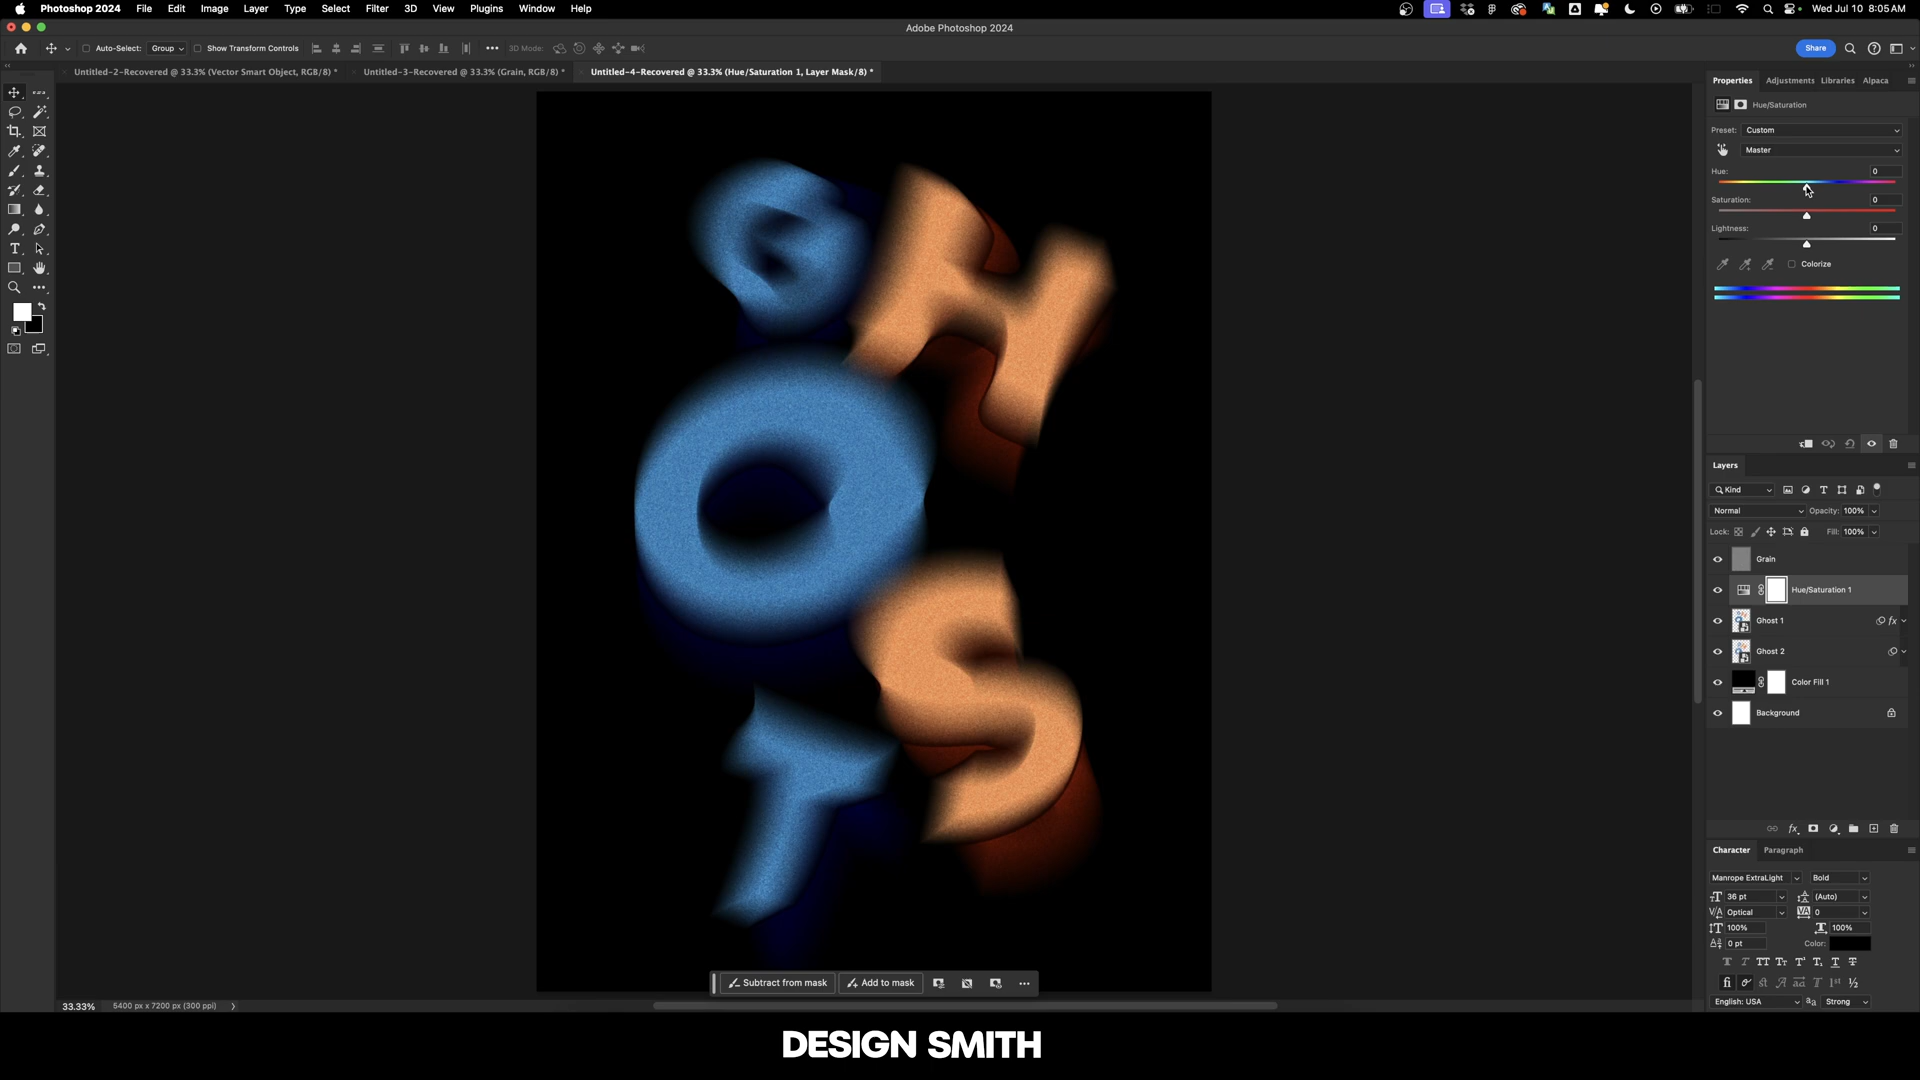 Photoshop 2024 File Edit Image Layer Type Select Filter 3D View Plugins Window Help Wed Jul 10 8:05 AM
Adobe Photoshop 2024
Auto-Select: Group Show Transform Controls 3D Mode: Share
Untitled-2-Recovered @ 33.3% (Vector Smart Object, RGB/8) * Untitled-3-Recovered @ 33.3% (Grain, RGB/8) * Untitled-4-Recovered @ 33.3% (Hue/Saturation 1, Layer Mask/8) *
Properties Adjustments Libraries Alpaca
Hue/Saturation
Preset: Custom
Master
Hue: 0
Saturation: 0
Lightness: 0
Colorize
G H
O
S
T
Layers
Kind
Normal Opacity: 100%
Lock: Fill: 100%
Grain
Hue/Saturation 1
Ghost 1 fx
Ghost 2
Color Fill 1
Background
fx
Character Paragraph
Manrope ExtraLight Bold
36 pt (Auto)
Optical 0
100% 100%
0 pt Color:
English: USA aa Strong
Subtract from mask Add to mask
33.33% 5400 px x 7200 px (300 ppi)
DESIGN SMITH